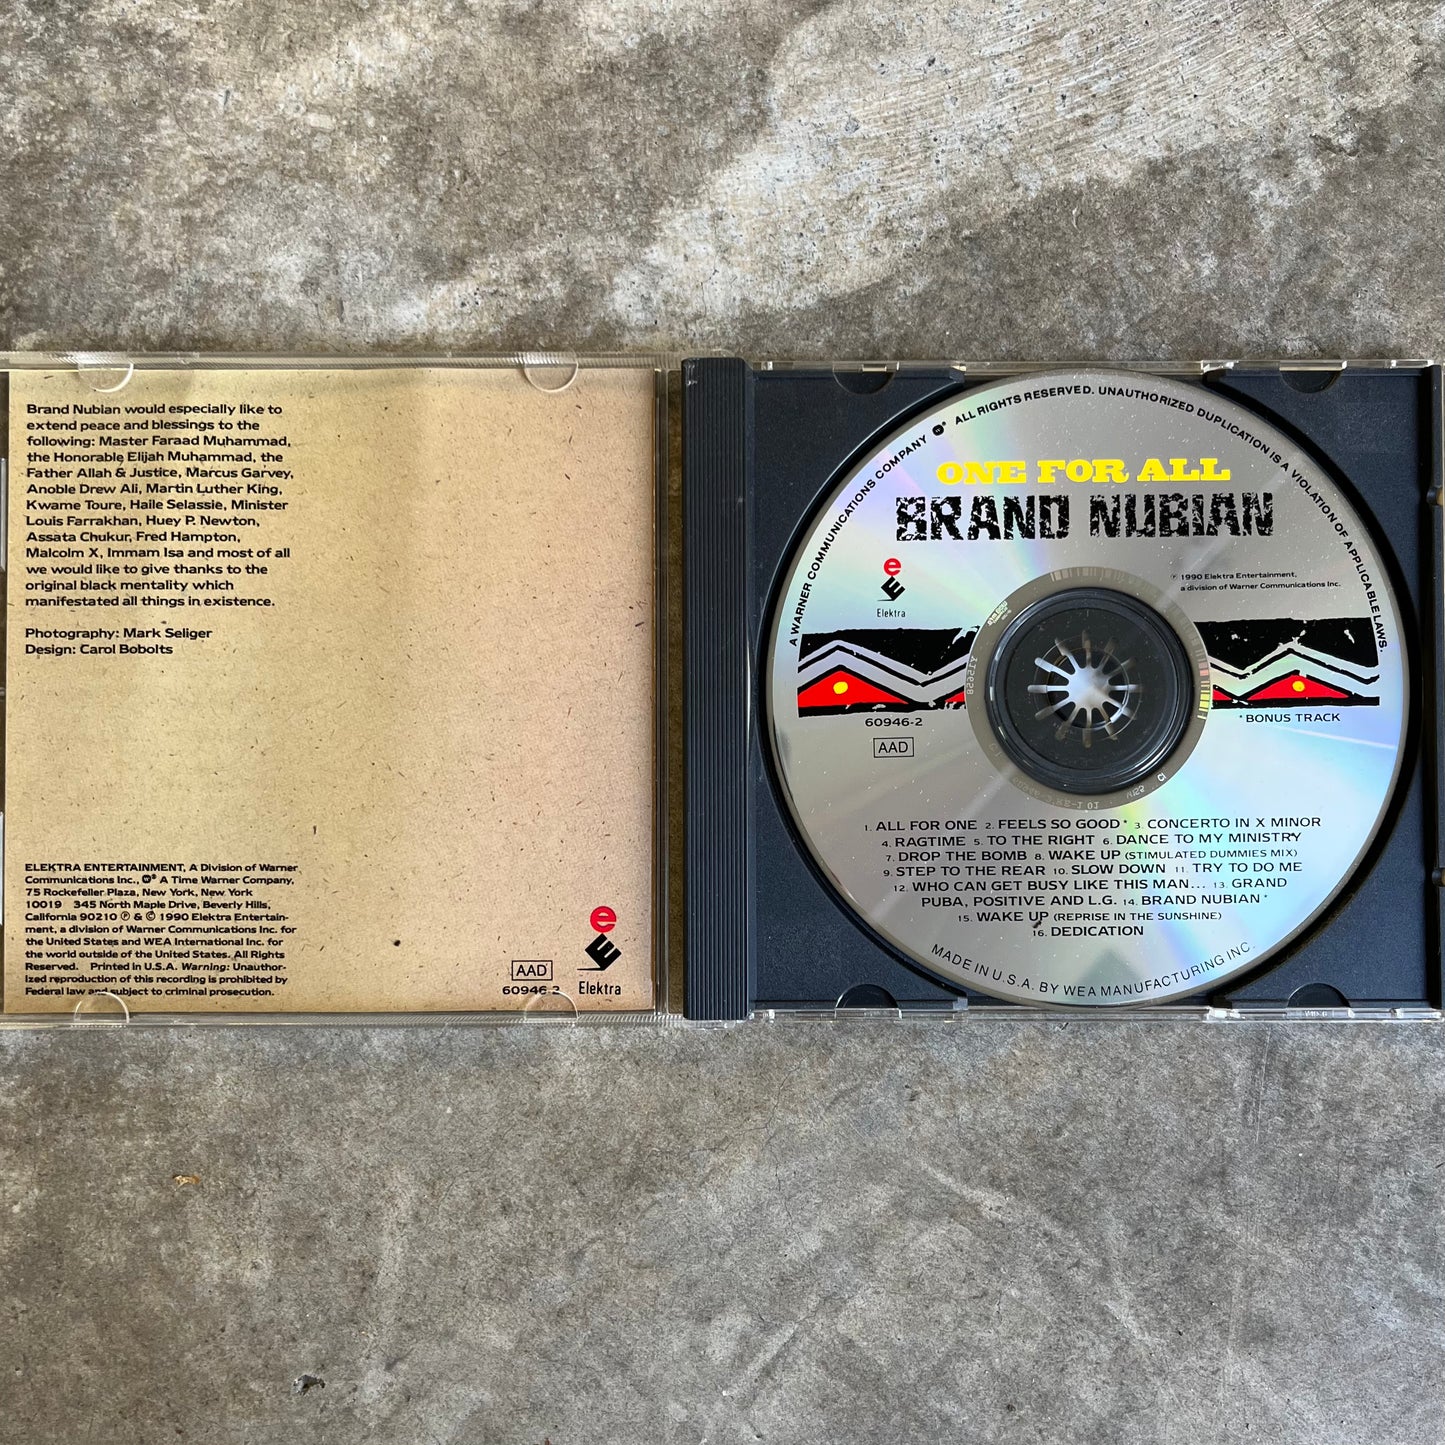 Brand Nubian would especially like to
extend peace and blessings to the
following: Master Faraad Muhammad,
the Honorable Elijah Muhammad, the
Father Allah & Justice, Marcus Garvey,
Anoble Drew Ali, Martin Luther King,
Kwame Toure, Haile Selassie, Minister
Louis Farrakhan, Huey P. Newton,
Assata Chukur, Fred Hampton,
Malcolm X, Immam Isa and most of all
we would like to give thanks to the
original black mentality which
manifestated all things in existence.
Photography: Mark Seliger
Design: Carol Bobolts
ELEKTRA ENTERTAINMENT, A Division of Warner
Communications Inc., A Time Warner Company,
75 Rockefeller Plaza, New York, New York
10019 345 North Maple Drive, Beverly Hills,
California 90210 ℗ & © 1990 Elektra Entertain-
ment, a division of Warner Communications Inc. for
the United States and WEA International Inc. for
the world outside of the United States. All Rights
Reserved. Printed in U.S.A. Warning: Unauthor-
ized reproduction of this recording is prohibited by
Federal law and subject to criminal prosecution.
AAD
60946-2
e
Elektra
A WARNER COMMUNICATIONS COMPANY ALL RIGHTS RESERVED. UNAUTHORIZED DUPLICATION IS A VIOLATION OF APPLICABLE LAWS.
ONE FOR ALL
BRAND NUBIAN
e
Elektra
℗ 1990 Elektra Entertainment,
a division of Warner Communications Inc.
60946-2
*BONUS TRACK
AAD
1. ALL FOR ONE 2. FEELS SO GOOD* 3. CONCERTO IN X MINOR
4. RAGTIME 5. TO THE RIGHT 6. DANCE TO MY MINISTRY
7. DROP THE BOMB 8. WAKE UP (STIMULATED DUMMIES MIX)
9. STEP TO THE REAR 10. SLOW DOWN 11. TRY TO DO ME
12. WHO CAN GET BUSY LIKE THIS MAN... 13. GRAND
PUBA, POSITIVE AND L.G. 14. BRAND NUBIAN*
15. WAKE UP (REPRISE IN THE SUNSHINE)
16. DEDICATION
MADE IN U.S.A. BY WEA MANUFACTURING INC.